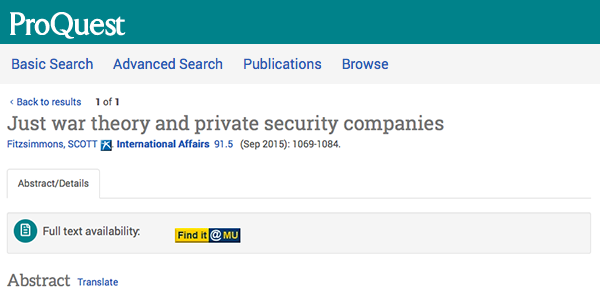 ProQuest
Basic Search Advanced Search Publications Browse
‹ Back to results 1 of 1
Just war theory and private security companies
Fitzsimmons, SCOTT. International Affairs 91.5 (Sep 2015): 1069-1084.
Abstract/Details
Full text availability: Find it @ MU
Abstract Translate